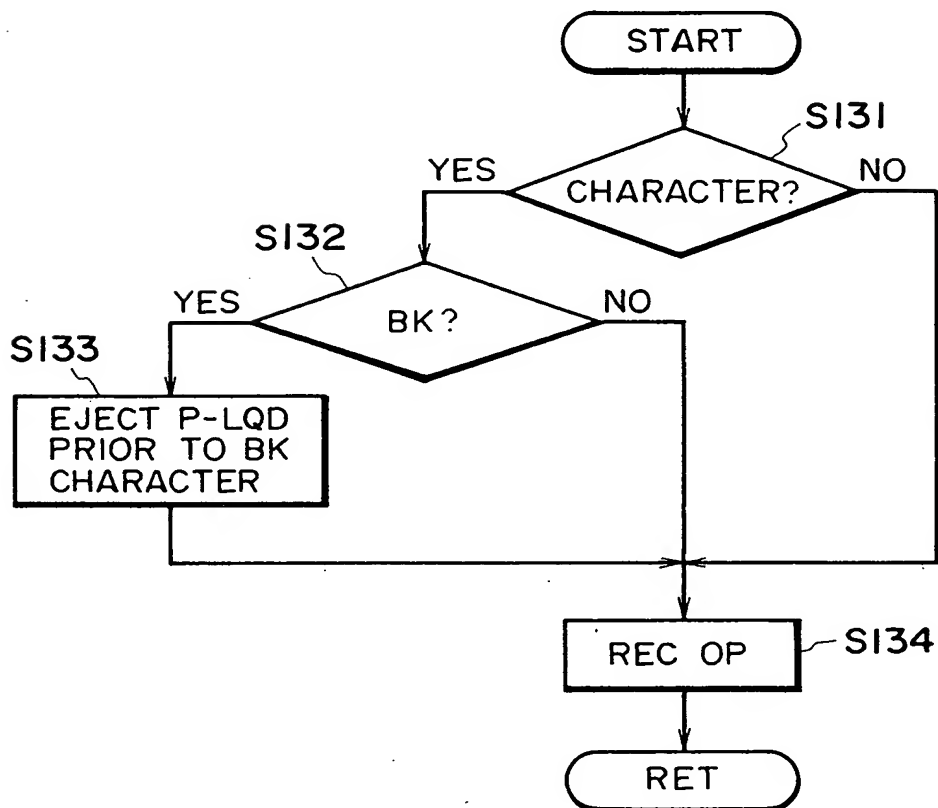 START
S131
YES
NO
CHARACTER?
S132
YES
NO
BK?
S133
EJECT P-LQD
PRIOR TO BK
CHARACTER
REC OP
S134
RET